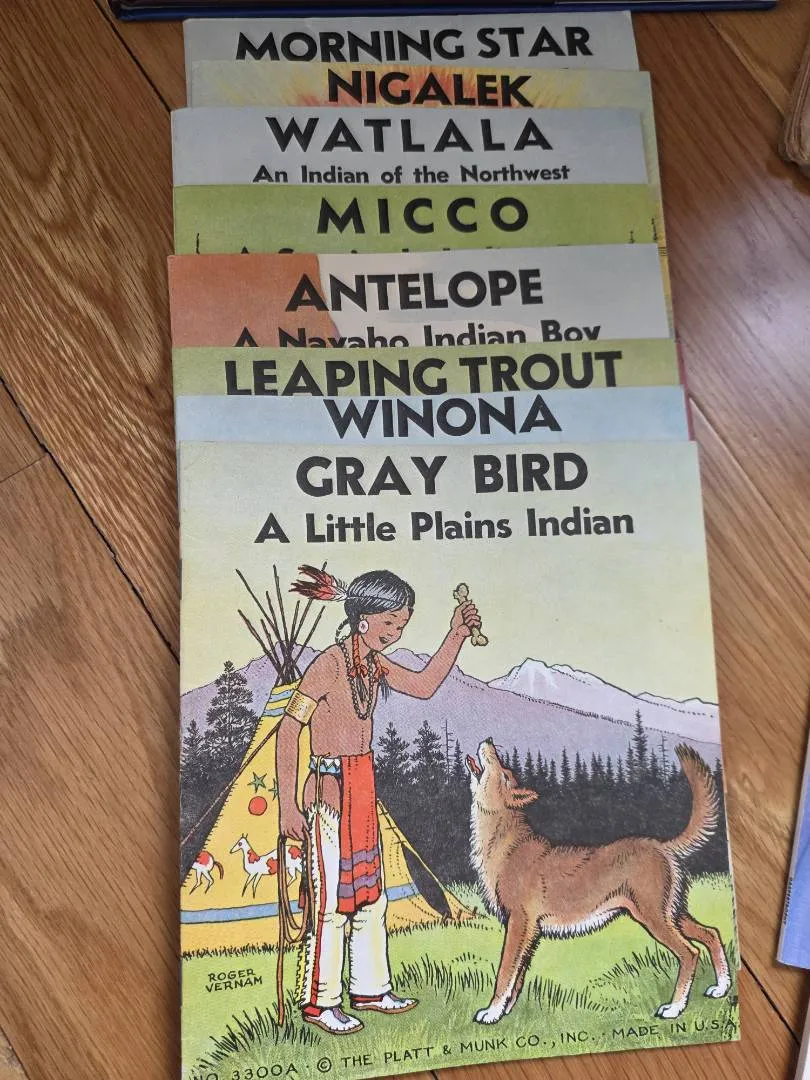 MORNING STAR
NIGALEK
WATLALA
An Indian of the Northwest
MICCO
ANTELOPE
A Navaho Indian Boy
LEAPING TROUT
WINONA
GRAY BIRD
A Little Plains Indian
ROGER
VERNAM
NO. 3300A · © THE PLATT & MUNK CO., INC. · MADE IN U.S.A